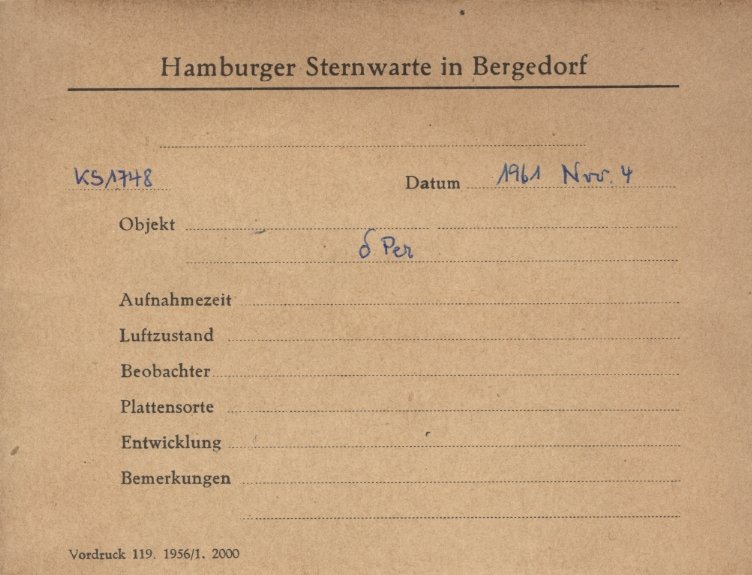 Hamburger Sternwarte in Bergedorf
KS1748 Datum 1961 Nov. 4
Objekt
δ Per
Aufnahmezeit
Luftzustand
Beobachter
Plattensorte
Entwicklung
Bemerkungen
Vordruck 119. 1956/1. 2000